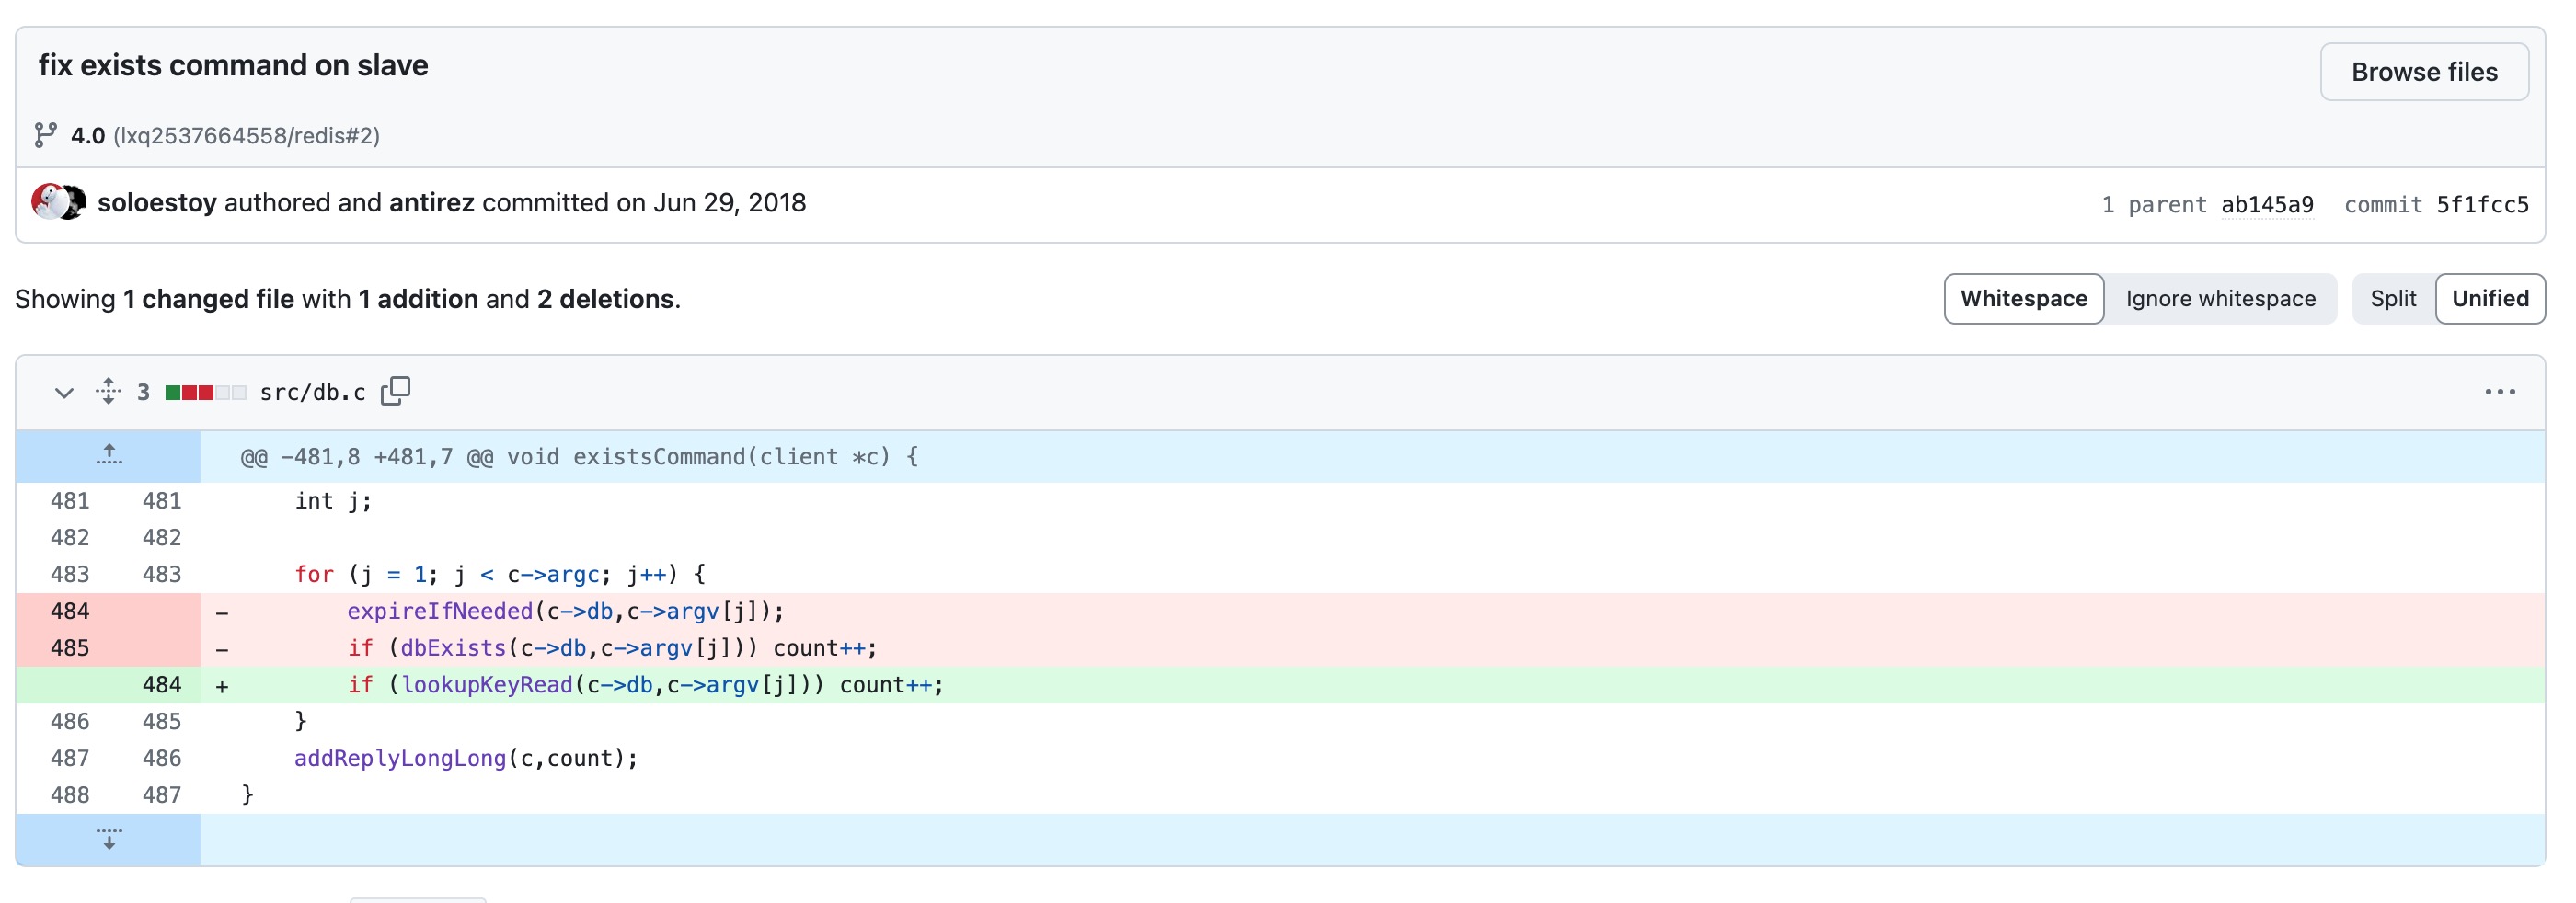 fix exists command on slave
Browse files
4.0 (lxq2537664558/redis#2)
soloestoy authored and antirez committed on Jun 29, 2018
1 parent ab145a9 commit 5f1fcc5
Showing 1 changed file with 1 addition and 2 deletions.
Whitespace Ignore whitespace Split Unified
3 src/db.c
@@ -481,8 +481,7 @@ void existsCommand(client *c) {
481 481 int j;
482 482
483 483 for (j = 1; j < c->argc; j++) {
484 - expireIfNeeded(c->db,c->argv[j]);
485 - if (dbExists(c->db,c->argv[j])) count++;
484 + if (lookupKeyRead(c->db,c->argv[j])) count++;
486 485 }
487 486 addReplyLongLong(c,count);
488 487 }